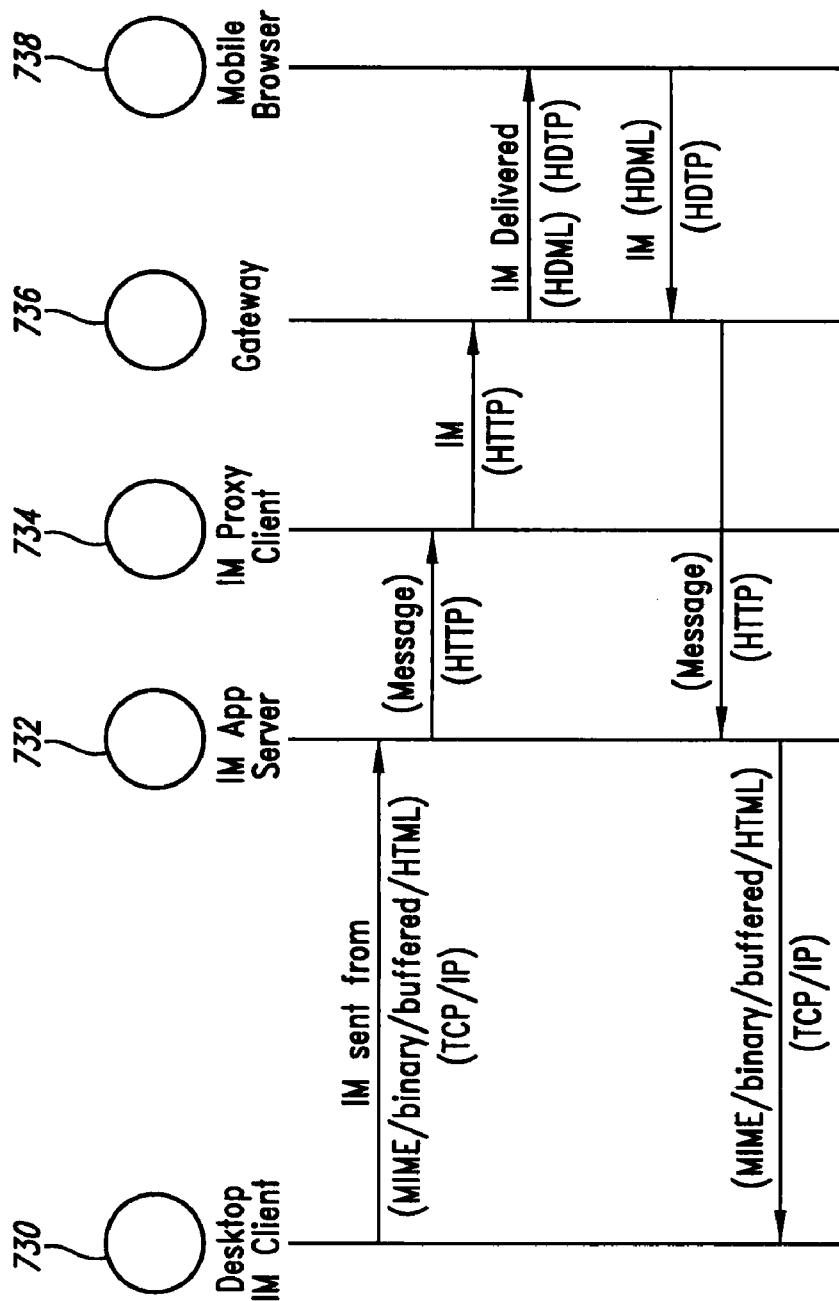 730
Desktop
IM Client
732
IM App
Server
734
IM Proxy
Client
736
Gateway
738
Mobile
Browser
IM sent from
(MIME/binary/buffered/HTML)
(TCP/IP)
(Message)
(HTTP)
IM
(HTTP)
IM Delivered
(HDML) (HDTP)
IM (HDML)
(HDTP)
(Message)
(HTTP)
(MIME/binary/buffered/HTML)
(TCP/IP)